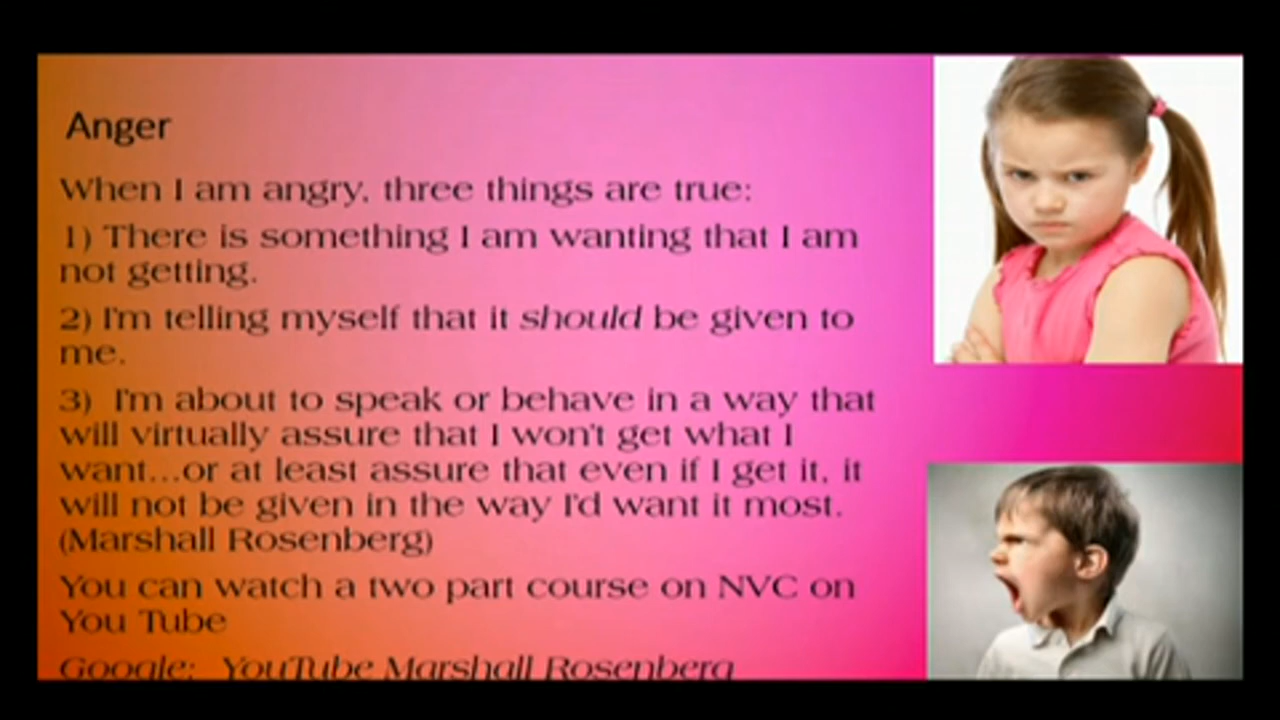 Anger
When I am angry, three things are true:
1) There is something I am wanting that I am
not getting.
2) I'm telling myself that it should be given to
me.
3) I'm about to speak or behave in a way that
will virtually assure that I won't get what I
want...or at least assure that even if I get it, it
will not be given in the way I'd want it most.
(Marshall Rosenberg)
You can watch a two part course on NVC on
You Tube
Google: YouTube Marshall Rosenberg